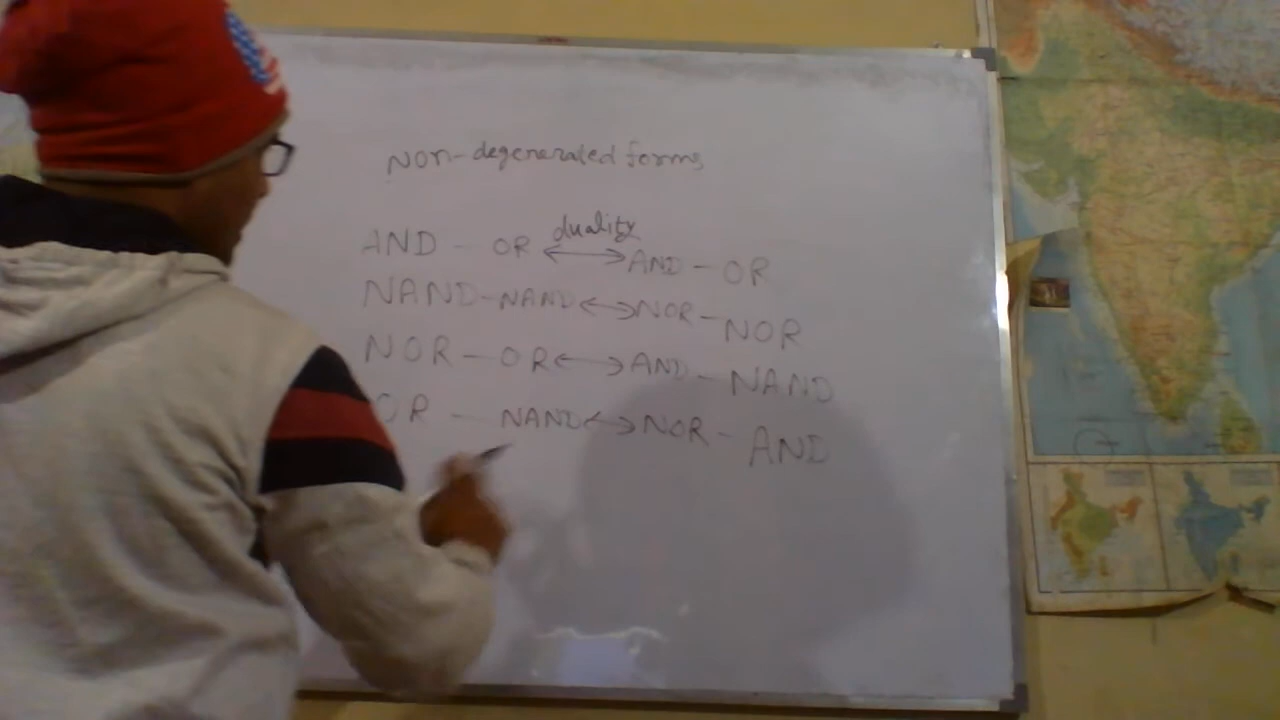 Non-degenerated forms
duality
AND - OR ↔ AND - OR
NAND - NAND ↔ NOR - NOR
NOR - OR ↔ AND - NAND
OR - NAND ↔ NOR - AND